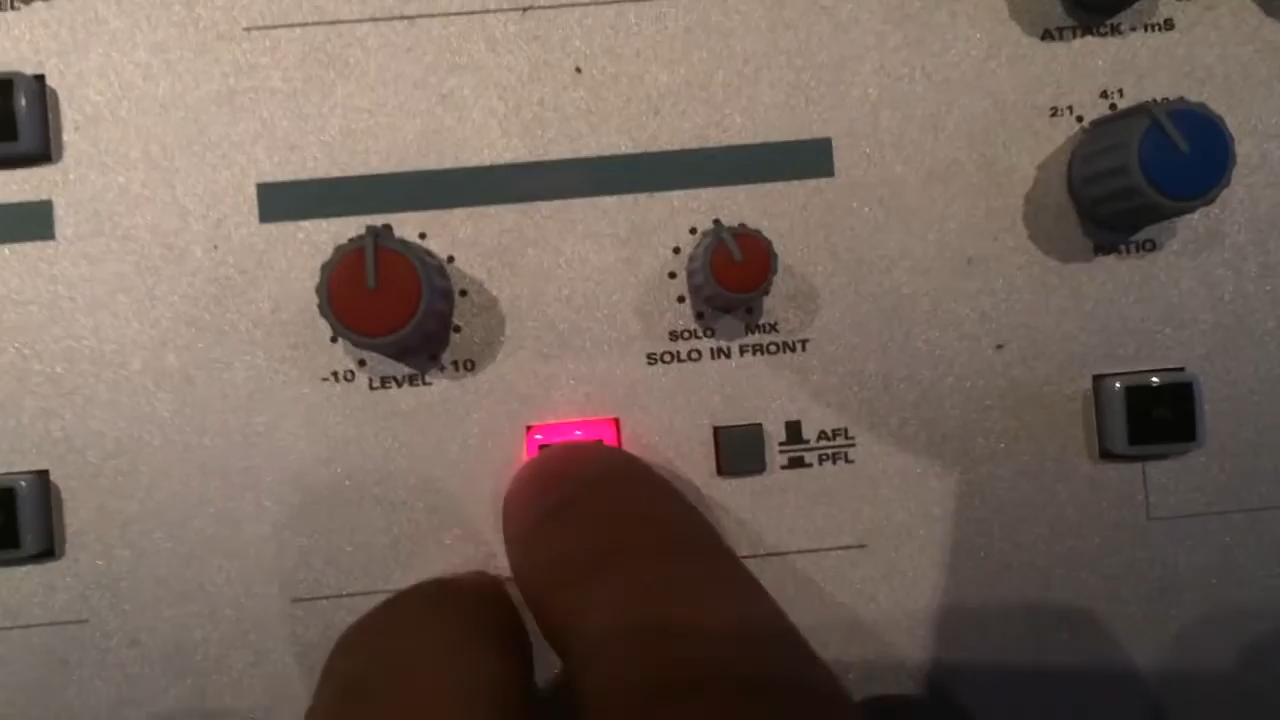 ATTACK - mS
2:1 4:1
RATIO
-10 LEVEL +10
SOLO MIX
SOLO IN FRONT
AFL
PFL